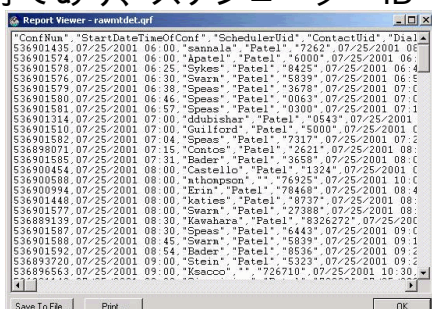 Report Viewer - rawmtdet.qrf
"ConfNum","StartDateTimeOfConf","SchedulerUid","ContactUid","Dial
536901435,07/25/2001 06:00,"sannala","Patel","7262",07/25/2001 08
536901574,07/25/2001 06:00,"Apatel","Patel","6000",07/25/2001 06:
536901578,07/25/2001 06:25,"Sykes","Patel","8425",07/25/2001 06:4
536901576,07/25/2001 06:30,"Swarm","Patel","5839",07/25/2001 06:5
536901579,07/25/2001 06:38,"Speas","Patel","3678",07/25/2001 07:0
536901580,07/25/2001 06:46,"Speas","Patel","0063",07/25/2001 07:0
536901581,07/25/2001 06:57,"Speas","Patel","0300",07/25/2001 07:1
536901314,07/25/2001 07:00,"ddubishar","Patel","0543",07/25/2001
536901510,07/25/2001 07:00,"Guilford","Patel","5000",07/25/2001 0
536901582,07/25/2001 07:04,"Speas","Patel","7317",07/25/2001 07:2
536898071,07/25/2001 07:15,"Contos","Patel","2621",07/25/2001 08:
536901585,07/25/2001 07:31,"Bader","Patel","3658",07/25/2001 08:0
536900454,07/25/2001 08:00,"Castello","Patel","1324",07/25/2001 0
536900588,07/25/2001 08:00,"mthompson","","76925",07/25/2001 10:0
536900994,07/25/2001 08:00,"Erin","Patel","78468",07/25/2001 08:4
536901448,07/25/2001 08:00,"katies","Patel","8737",07/25/2001 08:
536901577,07/25/2001 08:00,"Swarm","Patel","27388",07/25/2001 08:
536889139,07/25/2001 08:30,"Kawahara","Patel","8326272",07/25/200
536901587,07/25/2001 08:30,"Speas","Patel","6443",07/25/2001 09:0
536901588,07/25/2001 08:45,"Swarm","Patel","5839",07/25/2001 09:1
536901592,07/25/2001 08:54,"Bader","Patel","8536",07/25/2001 09:2
536893720,07/25/2001 09:00,"Stein","Patel","5323",07/25/2001 09:2
536896563,07/25/2001 09:00,"Ksacco","","726710",07/25/2001 10:30,
Save To File Print OK